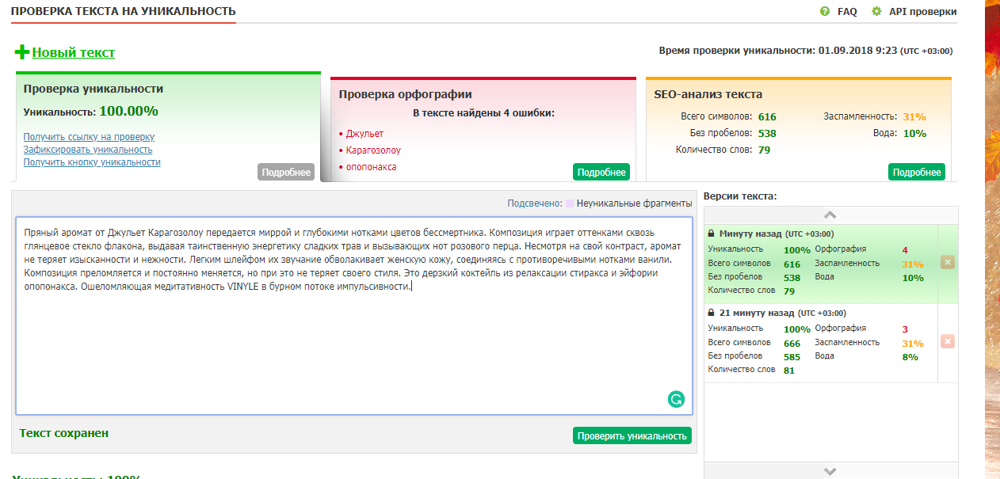 ПРОВЕРКА ТЕКСТА НА УНИКАЛЬНОСТЬ
FAQ API проверки
Новый текст
Время проверки уникальности: 01.09.2018 9:23 (UTC +03:00)
Проверка уникальности
Уникальность: 100.00%
Получить ссылку на проверку
Зафиксировать уникальность
Получить кнопку уникальности
Подробнее
Проверка орфографии
В тексте найдены 4 ошибки:
• Джульет
• Карагозолоу
• опопонакса
Подробнее
SEO-анализ текста
Всего символов: 616 Заспамленность: 31%
Без пробелов: 538 Вода: 10%
Количество слов: 79
Подробнее
Подсвечено: Неуникальные фрагменты
Пряный аромат от Джульет Карагозолоу передается миррой и глубокими нотками цветов бессмертника. Композиция играет оттенками сквозь
глянцевое стекло флакона, выдавая таинственную энергетику сладких трав и вызывающих нот розового перца. Несмотря на свой контраст, аромат
не теряет изысканности и нежности. Легким шлейфом их звучание обволакивает женскую кожу, соединяясь с противоречивыми нотками ванили.
Композиция преломляется и постоянно меняется, но при это не теряет своего стиля. Это дерзкий коктейль из релаксации стиракса и эйфории
опопонакса. Ошеломляющая медитативность VINYLE в бурном потоке импульсивности.
Текст сохранен
Проверить уникальность
Версии текста:
Минуту назад (UTC +03:00)
Уникальность 100% Орфография 4
Всего символов 616 Заспамленность 31%
Без пробелов 538 Вода 10%
Количество слов 79
21 минуту назад (UTC +03:00)
Уникальность 100% Орфография 3
Всего символов 666 Заспамленность 31%
Без пробелов 585 Вода 8%
Количество слов 81
Уникальность: 100%